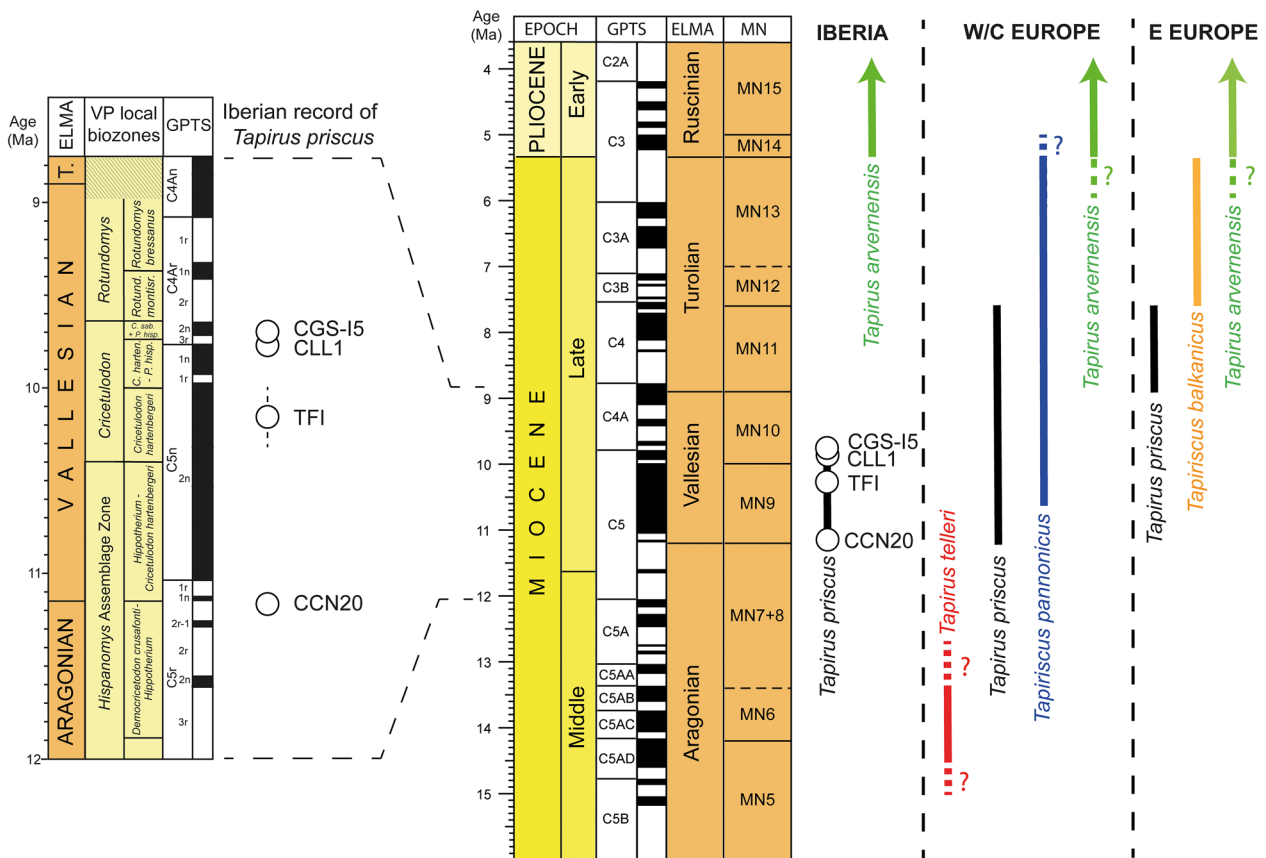 Age
(Ma)
ELMA
VP local
biozones
GPTS
Iberian record of
Tapirus priscus
9
10
11
12
T.
VALLESIAN
ARAGONIAN
Rotundomys
Cricetulodon
Hispanomys Assemblage Zone
Rotundomys
bressanus
Rotund.
montisr.
C. sab.
+ P. hisp.
C. harten.
- P. hisp.
Cricetulodon
hartenbergeri
Hippotherium -
Cricetulodon hartenbergeri
Democricetodon crusafonti-
Hippotherium
C4An
C4Ar
C5n
C5r
1r
1n
2r
2n
3r
1n
1r
2n
1r
1n
2r-1
2r
2n
3r
CGS-I5
CLL1
TFI
CCN20
Age
(Ma)
EPOCH
GPTS
ELMA
MN
4
5
6
7
8
9
10
11
12
13
14
15
PLIOCENE
MIOCENE
Early
Late
Middle
C2A
C3
C3A
C3B
C4
C4A
C5
C5A
C5AA
C5AB
C5AC
C5AD
C5B
Ruscinian
Turolian
Vallesian
Aragonian
MN15
MN14
MN13
MN12
MN11
MN10
MN9
MN7+8
MN6
MN5
IBERIA
Tapirus arvernensis
CGS-I5
CLL1
TFI
CCN20
Tapirus priscus
W/C EUROPE
Tapirus telleri
?
?
Tapirus priscus
?
Tapiriscus pannonicus
?
Tapirus arvernensis
E EUROPE
Tapirus priscus
Tapiriscus balkanicus
?
Tapirus arvernensis